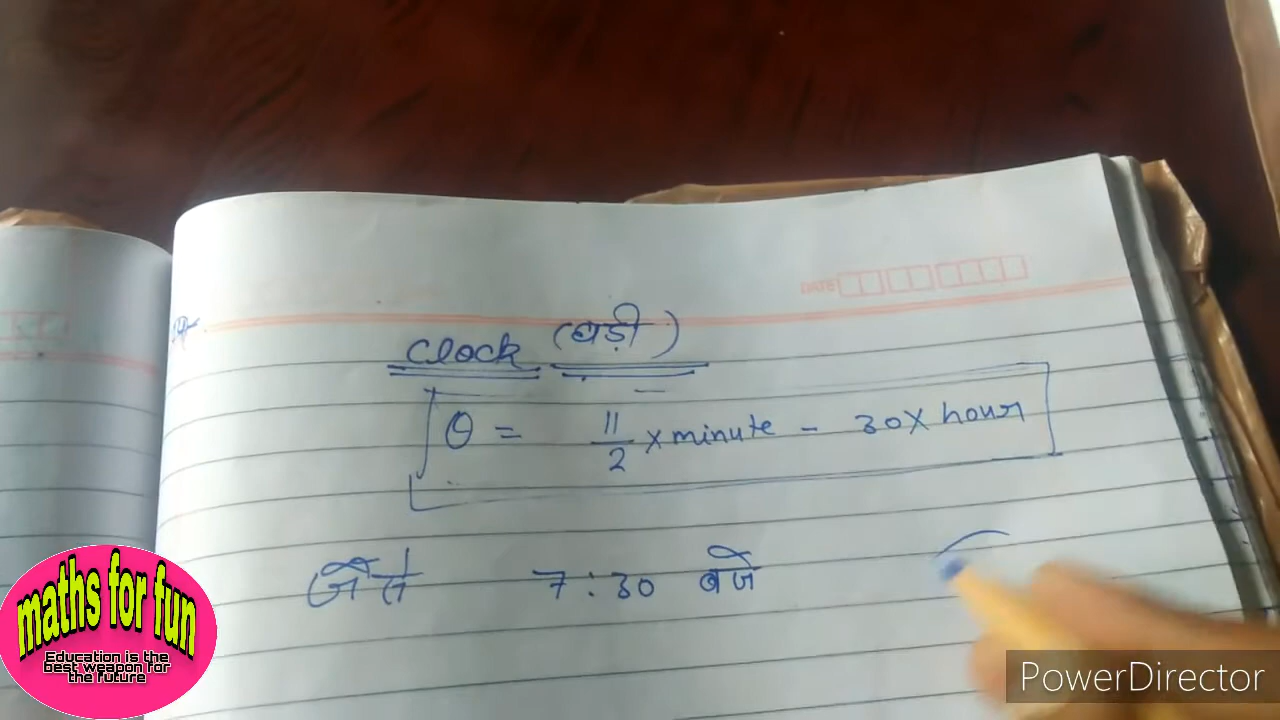 DATE
Clock (घड़ी)
θ = 11/2 × minute - 30 × hour
जैसे 7:30 बजे
maths for fun
Education is the
best weapon for
the future
PowerDirector